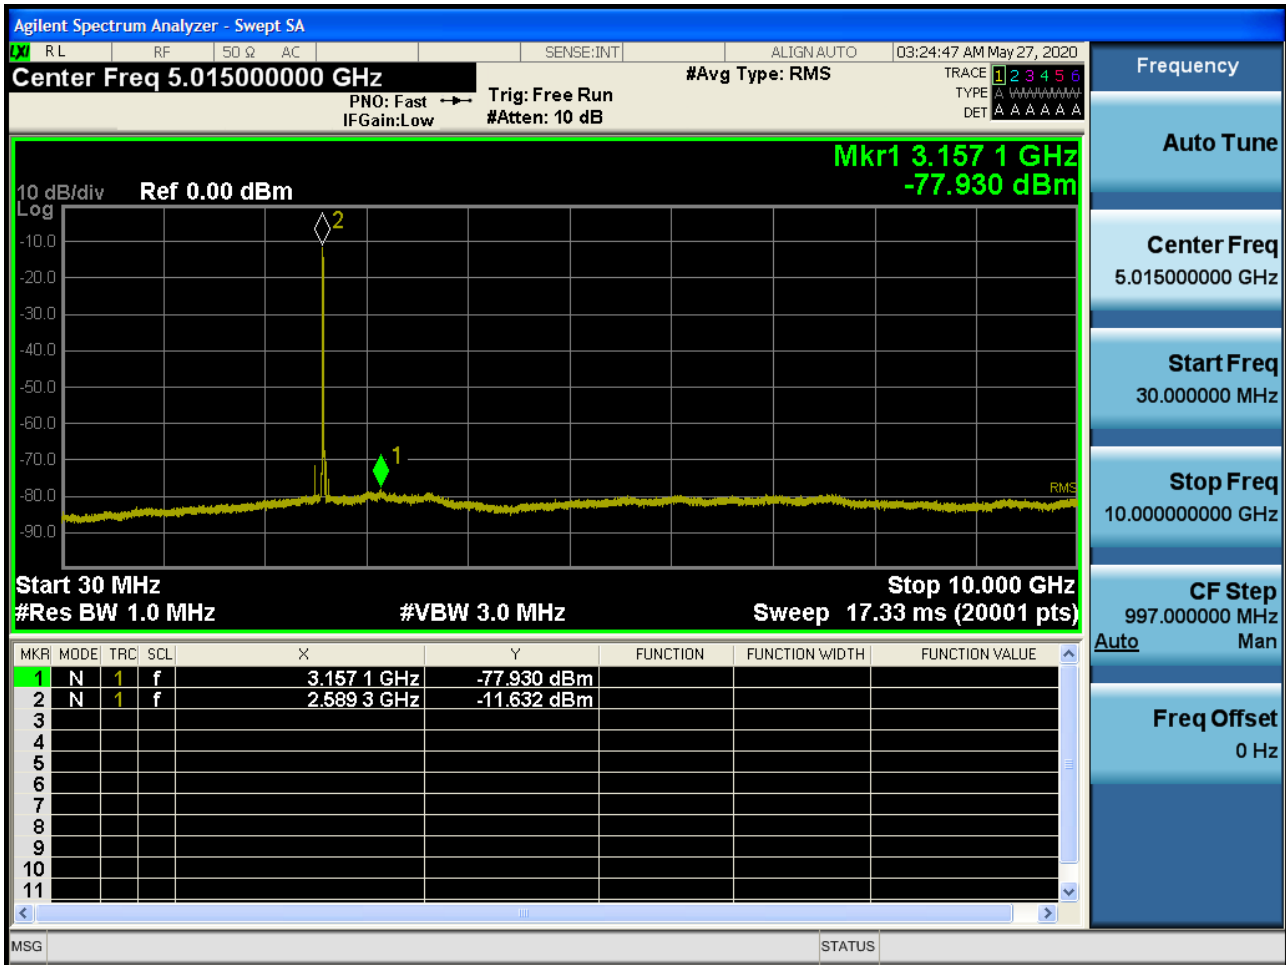 Agilent Spectrum Analyzer - Swept SA
LXI RL RF 50 Ω AC SENSE:INT ALIGNAUTO 03:24:47 AM May 27, 2020
Center Freq 5.015000000 GHz
#Avg Type: RMS
TRACE 1 2 3 4 5 6
PNO: Fast Trig: Free Run
TYPE A WWWWW
IFGain:Low #Atten: 10 dB
DET A A A A A A
Mkr1 3.157 1 GHz
-77.930 dBm
10 dB/div Ref 0.00 dBm
Log
2
-10.0
-20.0
-30.0
-40.0
-50.0
-60.0
1
-70.0
-80.0
RMS
-90.0
Start 30 MHz Stop 10.000 GHz
#Res BW 1.0 MHz #VBW 3.0 MHz Sweep 17.33 ms (20001 pts)
MKR MODE TRC SCL X Y FUNCTION FUNCTION WIDTH FUNCTION VALUE
1 N 1 f 3.157 1 GHz -77.930 dBm
2 N 1 f 2.589 3 GHz -11.632 dBm
3
4
5
6
7
8
9
10
11
MSG STATUS
Frequency
Auto Tune
Center Freq
5.015000000 GHz
Start Freq
30.000000 MHz
Stop Freq
10.000000000 GHz
CF Step
997.000000 MHz
Auto Man
Freq Offset
0 Hz